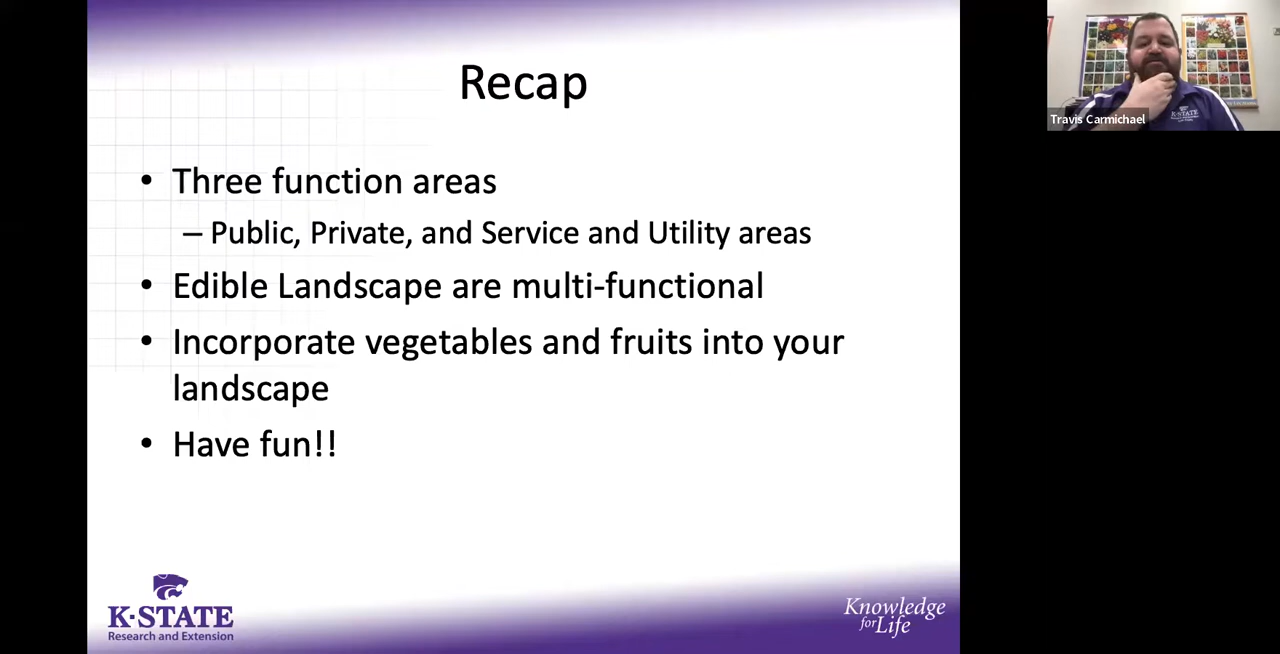 Recap
• Three function areas
– Public, Private, and Service and Utility areas
• Edible Landscape are multi-functional
• Incorporate vegetables and fruits into your
landscape
• Have fun!!
K-STATE
Research and Extension
Knowledge
for Life
Travis Carmichael
K-STATE